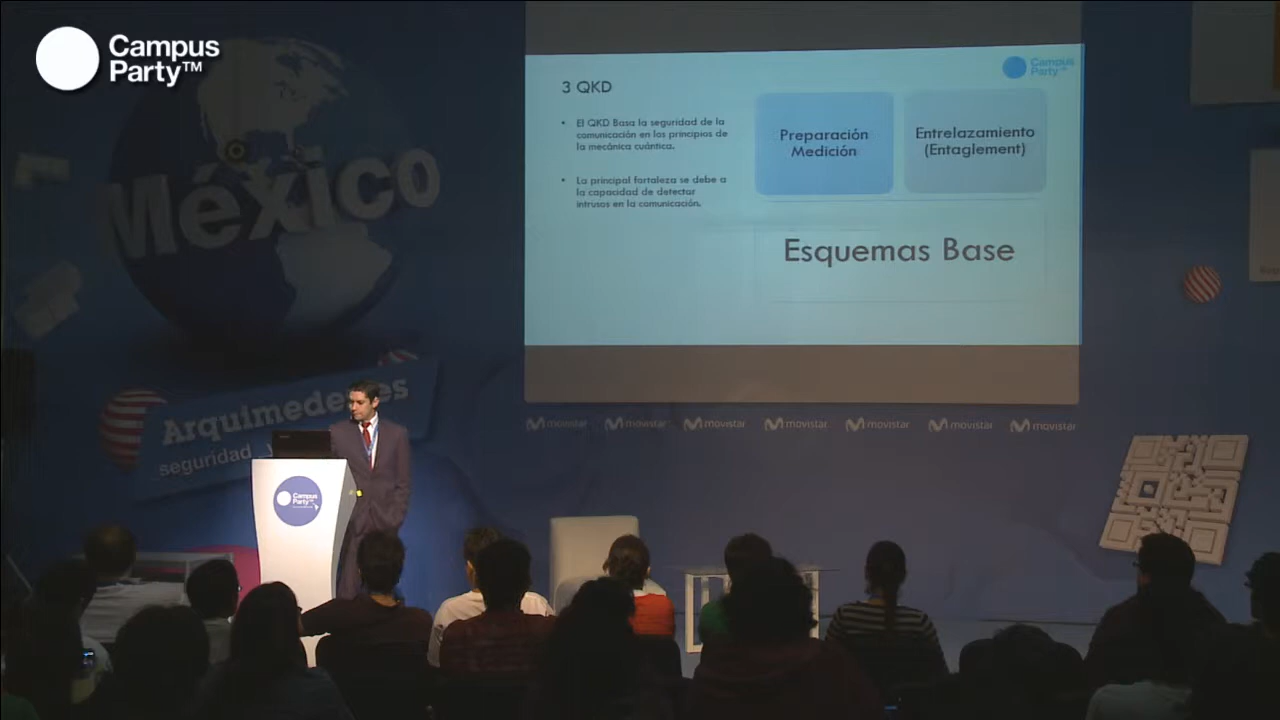 Campus
Party™
México
Arquimedes
seguridad
Campus
Party™
3 QKD
• El QKD Basa la seguridad de la
comunicación en los principios de
la mecánica cuántica.
• La principal fortaleza se debe a
la capacidad de detectar
intrusos en la comunicación.
Campus
Party™
Preparación
Medición
Entrelazamiento
(Entaglement)
Esquemas Base
movistar movistar movistar movistar movistar movistar movistar